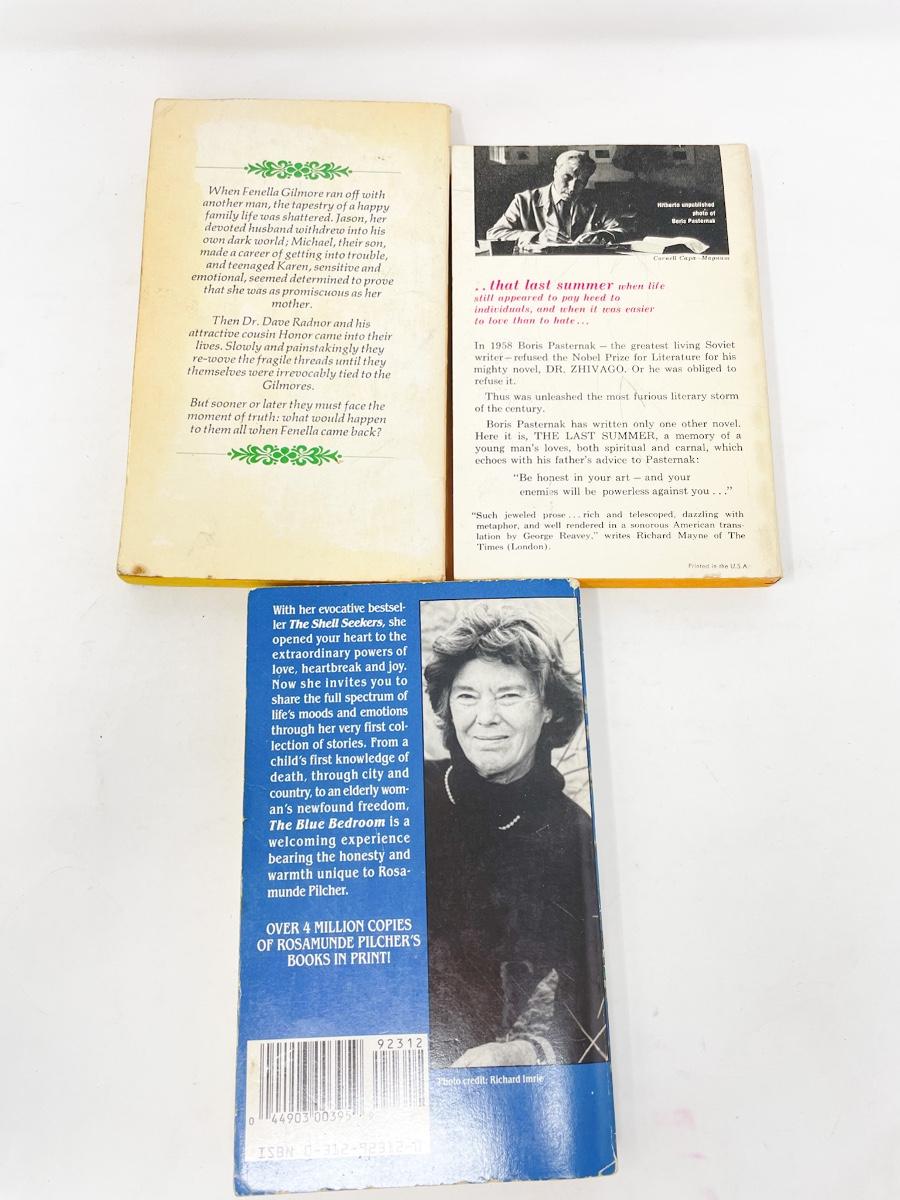 When Fenella Gilmore ran off with
another man, the tapestry of a happy
family life was shattered. Jason, her
devoted husband withdrew into his
own dark world; Michael, their son,
made a career of getting into trouble,
and teenaged Karen, sensitive and
emotional, seemed determined to prove
that she was as promiscuous as her
mother.
Then Dr. Dave Radnor and his
attractive cousin Honor came into their
lives. Slowly and painstakingly they
re-wove the fragile threads until they
themselves were irrevocably tied to the
Gilmores.
But sooner or later they must face the
moment of truth: what would happen
to them all when Fenella came back?
Hitherto unpublished
photo of
Boris Pasternak
Cornell Capa—Magnum
. . that last summer when life
still appeared to pay heed to
individuals, and when it was easier
to love than to hate . . .
In 1958 Boris Pasternak — the greatest living Soviet
writer — refused the Nobel Prize for Literature for his
mighty novel, DR. ZHIVAGO. Or he was obliged to
refuse it.
Thus was unleashed the most furious literary storm
of the century.
Boris Pasternak has written only one other novel.
Here it is, THE LAST SUMMER, a memory of a
young man's loves, both spiritual and carnal, which
echoes with his father's advice to Pasternak:
"Be honest in your art — and your
enemies will be powerless against you . . ."
"Such jeweled prose . . . rich and telescoped, dazzling with
metaphor, and well rendered in a sonorous American trans-
lation by George Reavey," writes Richard Mayne of The
Times (London).
Printed in the U.S.A.
With her evocative bestsel-
ler The Shell Seekers, she
opened your heart to the
extraordinary powers of
love, heartbreak and joy.
Now she invites you to
share the full spectrum of
life's moods and emotions
through her very first col-
lection of stories. From a
child's first knowledge of
death, through city and
country, to an elderly wom-
an's newfound freedom,
The Blue Bedroom is a
welcoming experience
bearing the honesty and
warmth unique to Rosa-
munde Pilcher.
OVER 4 MILLION COPIES
OF ROSAMUNDE PILCHER'S
BOOKS IN PRINT!
92312
0 44903 00395
ISBN 0-312-92312-0
Photo credit: Richard Imrie